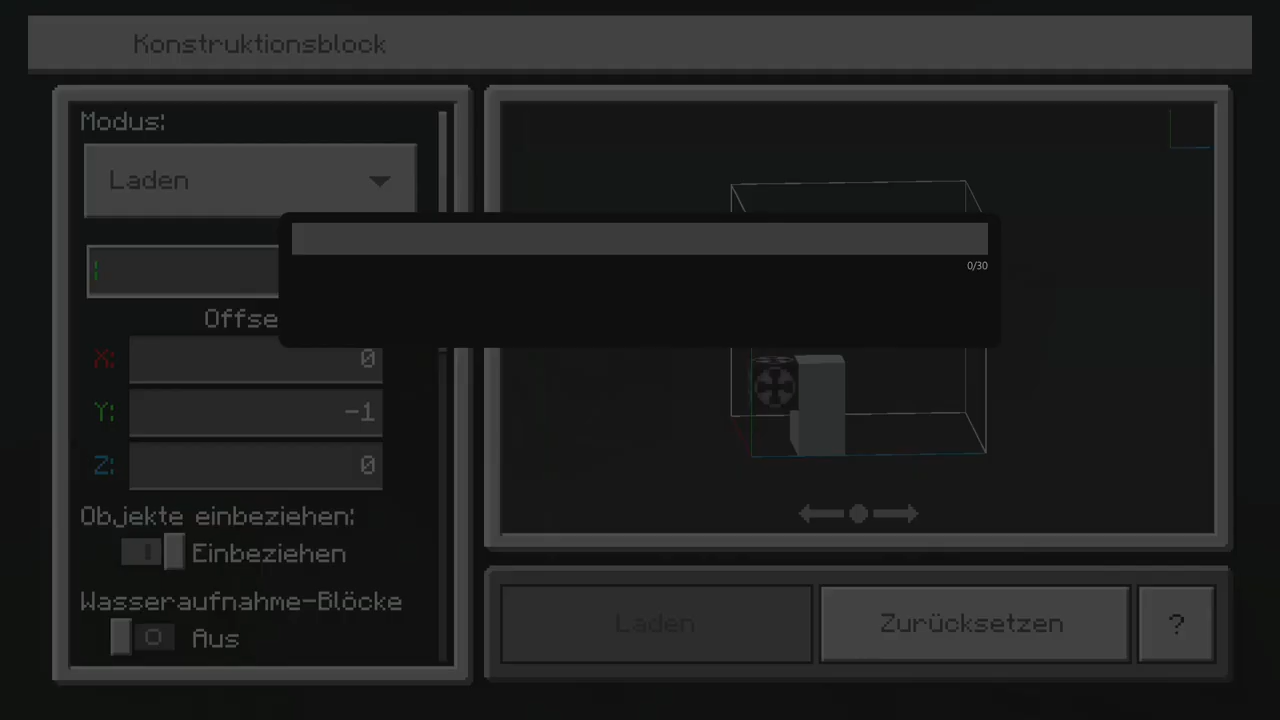 Konstruktionsblock
Modus:
Laden
0/30
Offse
X: 0
Y: -1
Z: 0
Objekte einbeziehen:
Einbeziehen
Wasseraufnahme-Blöcke
Aus
Laden
Zurücksetzen
?